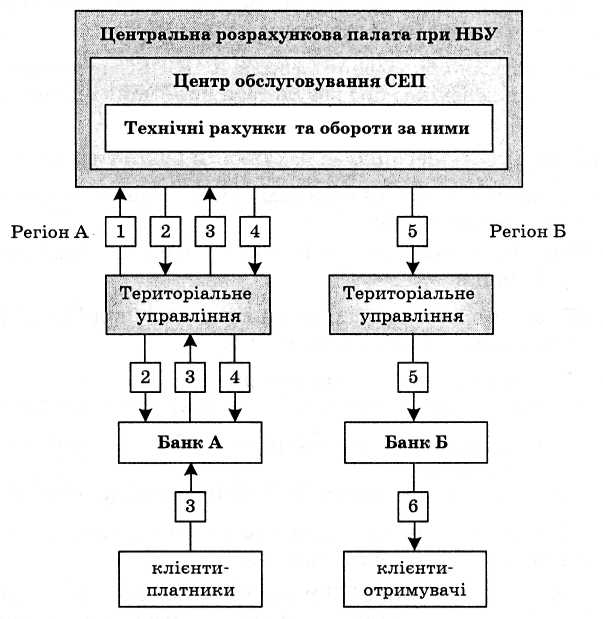 Центральна розрахункова палата при НБУ
Центр обслуговування СЕП
Технічні рахунки та обороти за ними
Регіон А
1
2
3
4
5
Регіон Б
Територіальне
управління
Територіальне
управління
2
3
4
5
Банк А
Банк Б
3
6
клієнти-
платники
клієнти-
отримувачі